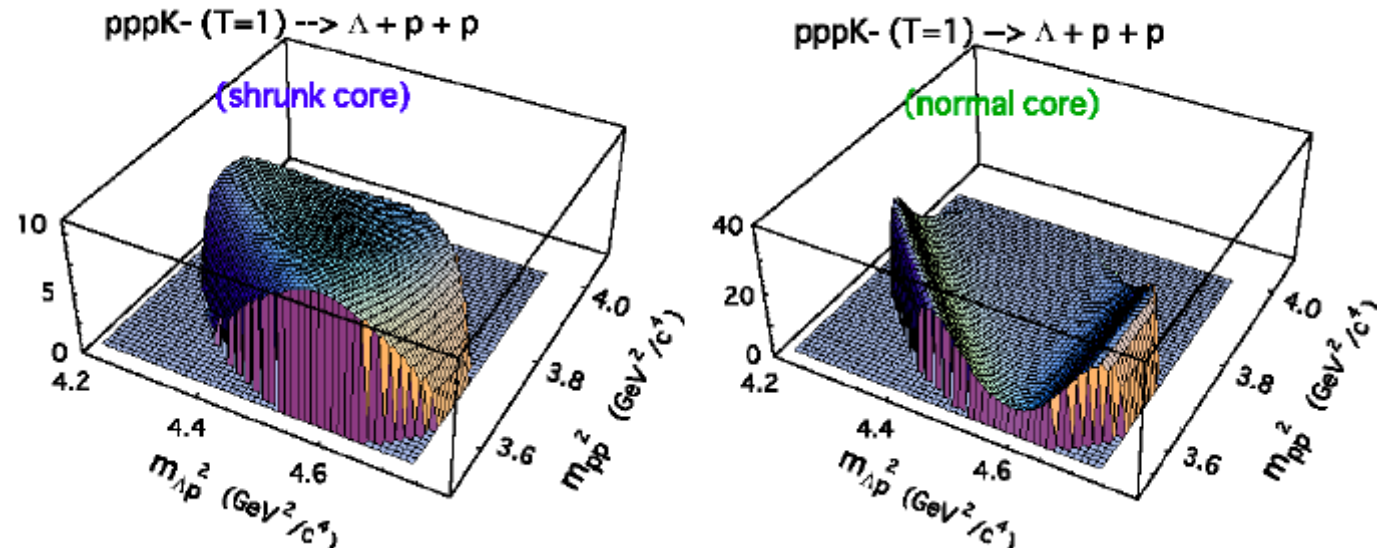 pppK- (T=1) --> Λ + p + p
(shrunk core)
10
5
0
4.2
4.4
4.6
m_Λp^2 (GeV^2/c^4)
3.6
3.8
4.0
m_pp^2 (GeV^2/c^4)
pppK- (T=1) –> Λ + p + p
(normal core)
40
20
0
4.2
4.4
4.6
m_Λp^2 (GeV^2/c^4)
3.6
3.8
4.0
m_pp^2 (GeV^2/c^4)